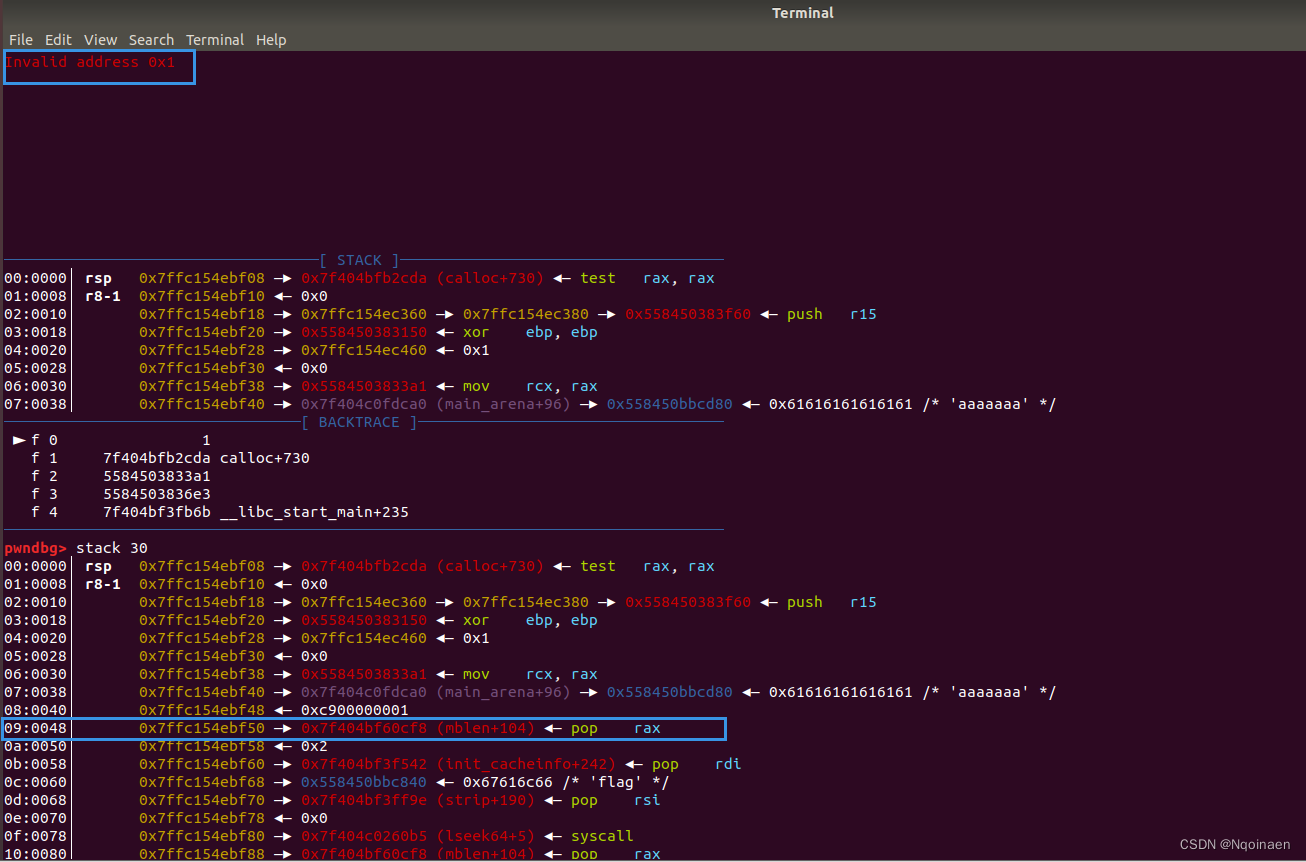 Terminal
File Edit View Search Terminal Help
Invalid address 0x1
[ STACK ]
00:0000│ rsp 0x7ffc154ebf08 —▸ 0x7f404bfb2cda (calloc+730) ◂— test rax, rax
01:0008│ r8-1 0x7ffc154ebf10 ◂— 0x0
02:0010│ 0x7ffc154ebf18 —▸ 0x7ffc154ec360 —▸ 0x7ffc154ec380 —▸ 0x558450383f60 ◂— push r15
03:0018│ 0x7ffc154ebf20 —▸ 0x558450383150 ◂— xor ebp, ebp
04:0020│ 0x7ffc154ebf28 —▸ 0x7ffc154ec460 ◂— 0x1
05:0028│ 0x7ffc154ebf30 ◂— 0x0
06:0030│ 0x7ffc154ebf38 —▸ 0x5584503833a1 ◂— mov rcx, rax
07:0038│ 0x7ffc154ebf40 —▸ 0x7f404c0fdca0 (main_arena+96) —▸ 0x558450bbcd80 ◂— 0x61616161616161 /* 'aaaaaaa' */
[ BACKTRACE ]
► f 0 1
f 1 7f404bfb2cda calloc+730
f 2 5584503833a1
f 3 5584503836e3
f 4 7f404bf3fb6b __libc_start_main+235
pwndbg> stack 30
00:0000│ rsp 0x7ffc154ebf08 —▸ 0x7f404bfb2cda (calloc+730) ◂— test rax, rax
01:0008│ r8-1 0x7ffc154ebf10 ◂— 0x0
02:0010│ 0x7ffc154ebf18 —▸ 0x7ffc154ec360 —▸ 0x7ffc154ec380 —▸ 0x558450383f60 ◂— push r15
03:0018│ 0x7ffc154ebf20 —▸ 0x558450383150 ◂— xor ebp, ebp
04:0020│ 0x7ffc154ebf28 —▸ 0x7ffc154ec460 ◂— 0x1
05:0028│ 0x7ffc154ebf30 ◂— 0x0
06:0030│ 0x7ffc154ebf38 —▸ 0x5584503833a1 ◂— mov rcx, rax
07:0038│ 0x7ffc154ebf40 —▸ 0x7f404c0fdca0 (main_arena+96) —▸ 0x558450bbcd80 ◂— 0x61616161616161 /* 'aaaaaaa' */
08:0040│ 0x7ffc154ebf48 ◂— 0xc900000001
09:0048│ 0x7ffc154ebf50 —▸ 0x7f404bf60cf8 (mblen+104) ◂— pop rax
0a:0050│ 0x7ffc154ebf58 ◂— 0x2
0b:0058│ 0x7ffc154ebf60 —▸ 0x7f404bf3f542 (init_cacheinfo+242) ◂— pop rdi
0c:0060│ 0x7ffc154ebf68 —▸ 0x558450bbc840 ◂— 0x67616c66 /* 'flag' */
0d:0068│ 0x7ffc154ebf70 —▸ 0x7f404bf3ff9e (strip+190) ◂— pop rsi
0e:0070│ 0x7ffc154ebf78 ◂— 0x0
0f:0078│ 0x7ffc154ebf80 —▸ 0x7f404c0260b5 (lseek64+5) ◂— syscall
10:0080│ 0x7ffc154ebf88 —▸ 0x7f404bf60cf8 (mblen+104) ◂— pop rax
CSDN @Nqoinaen